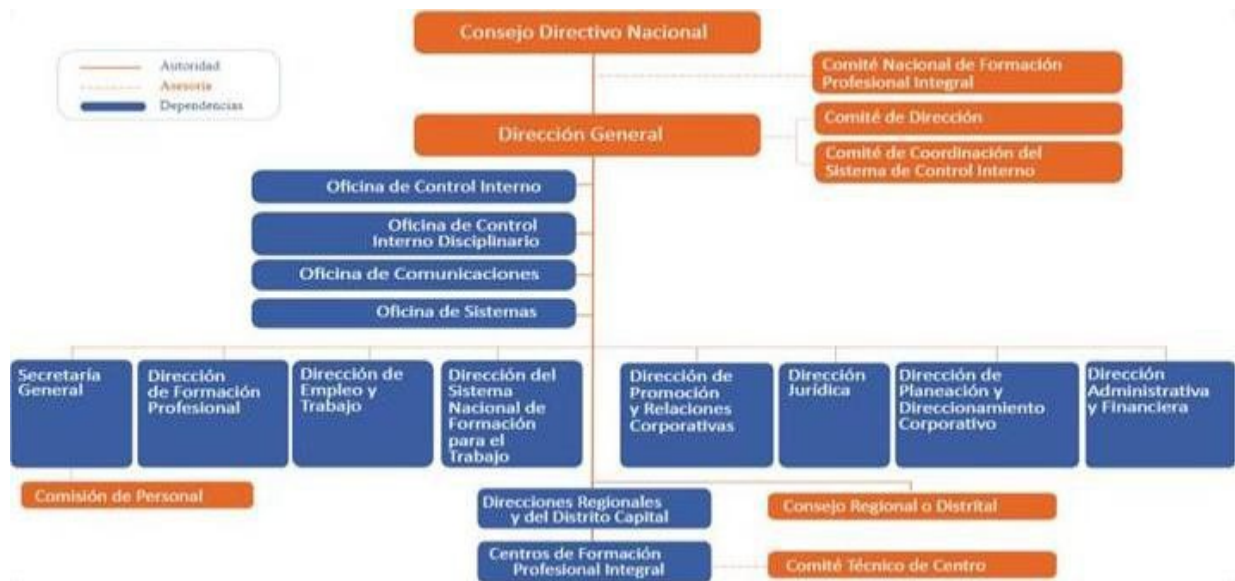 Consejo Directivo Nacional
Autoridad
Asesoría
Dependencias
Comité Nacional de Formación
Profesional Integral
Dirección General
Comité de Dirección
Comité de Coordinación del
Sistema de Control Interno
Oficina de Control Interno
Oficina de Control
Interno Disciplinario
Oficina de Comunicaciones
Oficina de Sistemas
Secretaría
General
Dirección
de Formación
Profesional
Dirección de
Empleo y
Trabajo
Dirección del
Sistema
Nacional de
Formación
para el
Trabajo
Dirección de
Promoción
y Relaciones
Corporativas
Dirección
Jurídica
Dirección de
Planeación y
Direccionamiento
Corporativo
Dirección
Administrativa
y Financiera
Comisión de Personal
Direcciones Regionales
y del Distrito Capital
Consejo Regional o Distrital
Centros de Formación
Profesional Integral
Comité Técnico de Centro